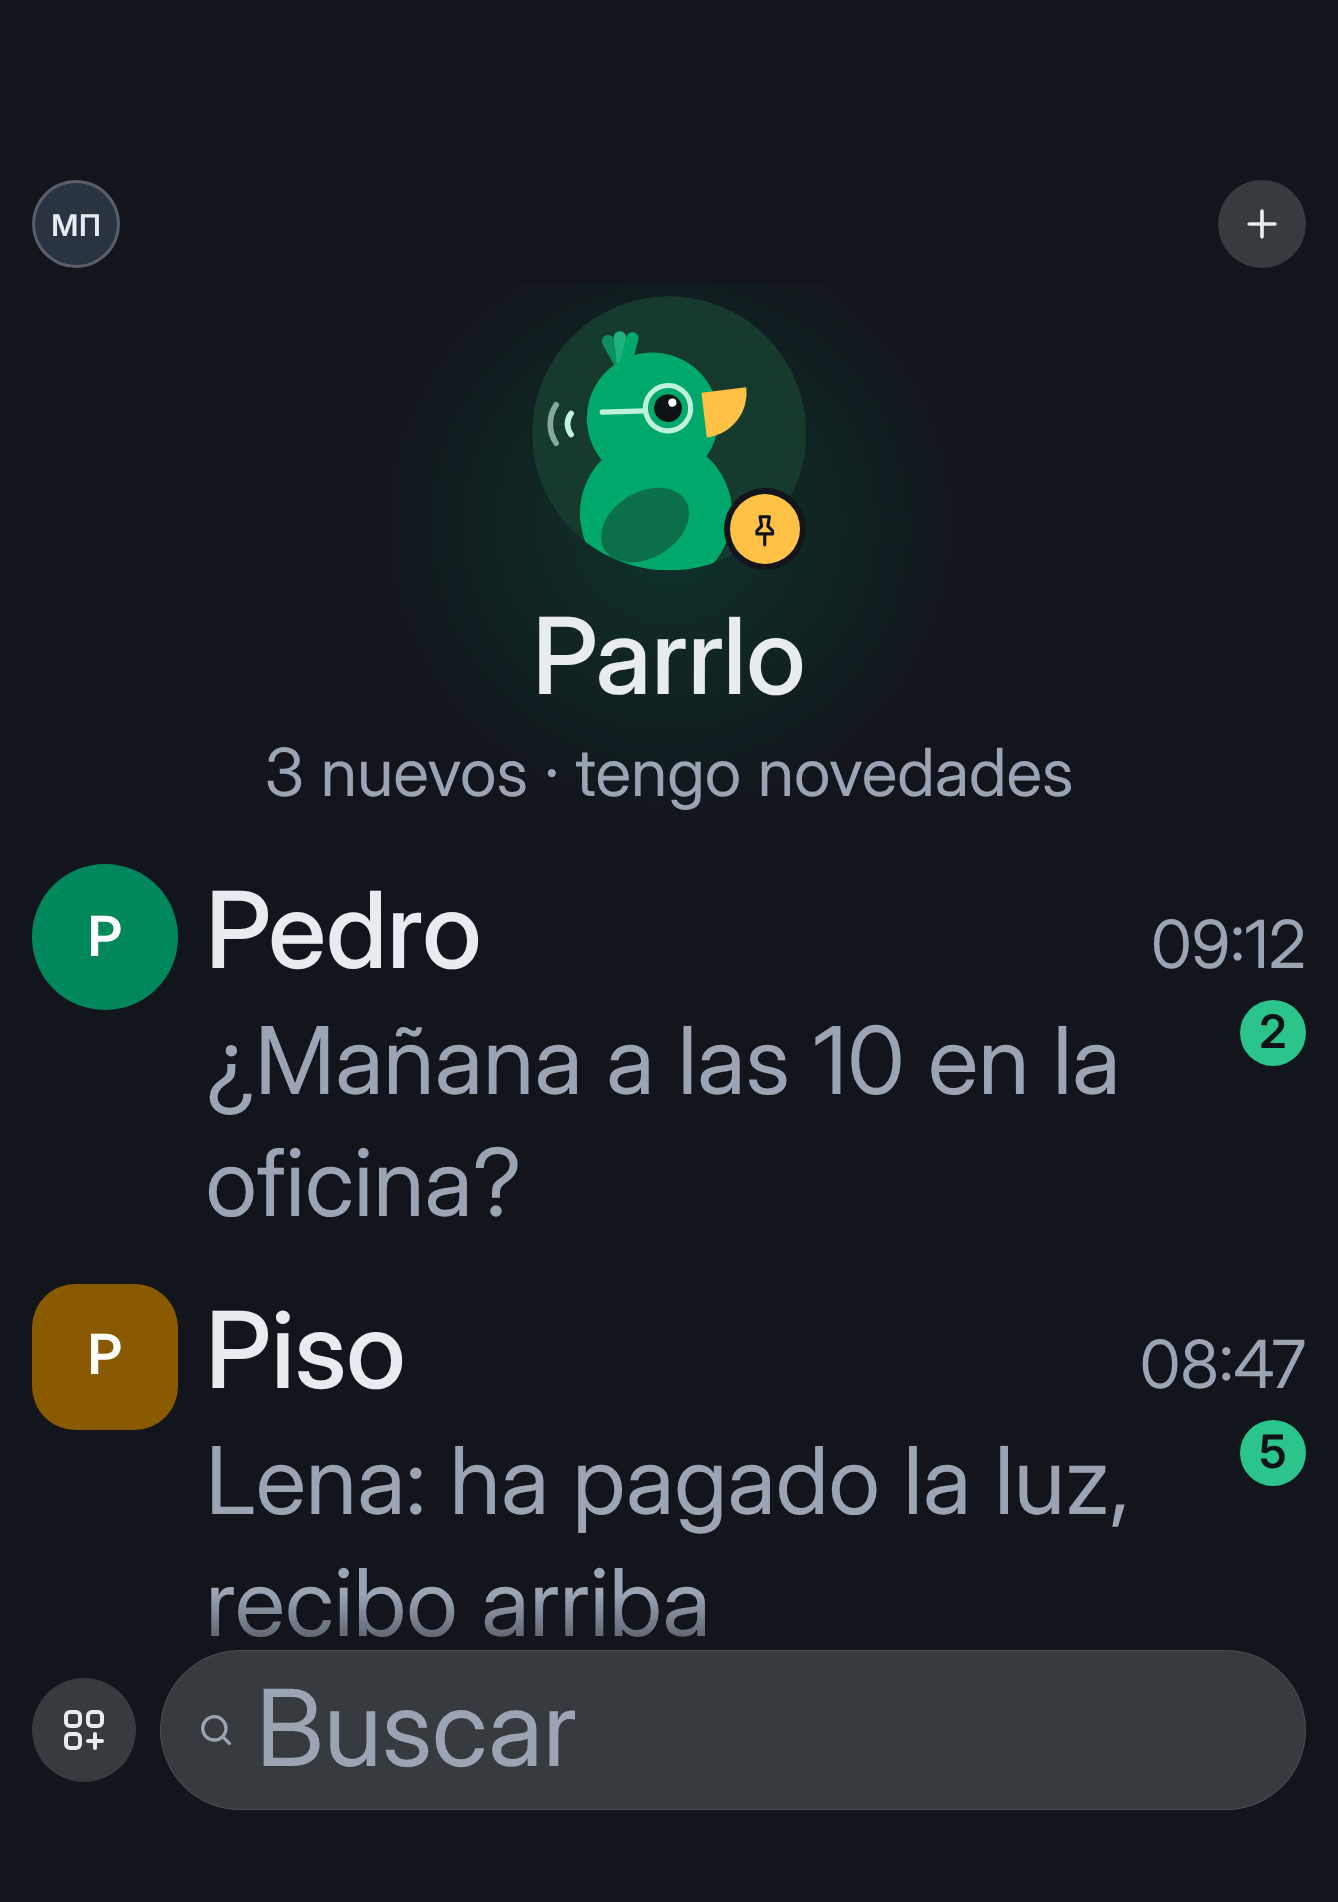 МП
Parrlo
3 nuevos · tengo novedades
P
Pedro
09:12
¿Mañana a las 10 en la
2
oficina?
P
Piso
08:47
Lena: ha pagado la luz,
5
recibo arriba
Buscar